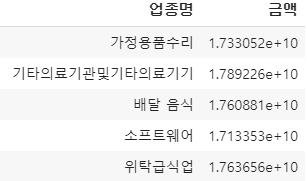 업종명 금액
가정용품수리 1.733052e+10
기타의료기관및기타의료기기 1.789226e+10
배달 음식 1.760881e+10
소프트웨어 1.713353e+10
위탁급식업 1.763656e+10